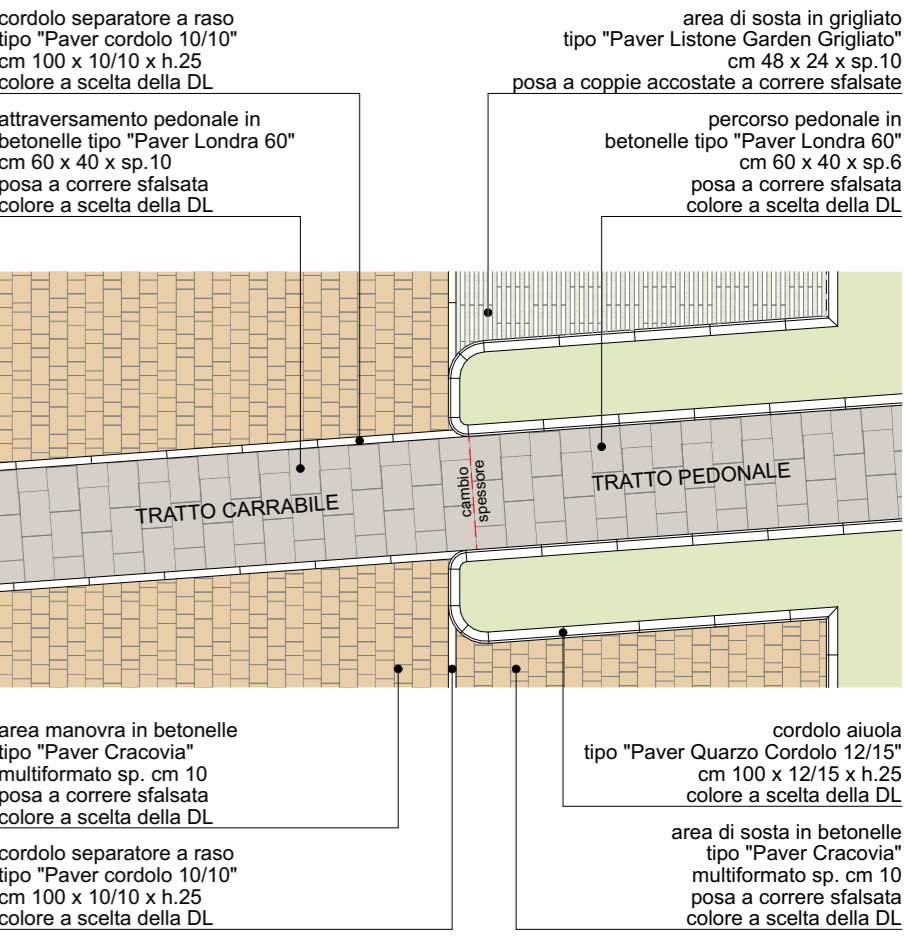 cordolo separatore a raso
tipo "Paver cordolo 10/10"
cm 100 x 10/10 x h.25
colore a scelta della DL
attraversamento pedonale in
betonelle tipo "Paver Londra 60"
cm 60 x 40 x sp.10
posa a correre sfalsata
colore a scelta della DL
area di sosta in grigliato
tipo "Paver Listone Garden Grigliato"
cm 48 x 24 x sp.10
posa a coppie accostate a correre sfalsate
percorso pedonale in
betonelle tipo "Paver Londra 60"
cm 60 x 40 x sp.6
posa a correre sfalsata
colore a scelta della DL
TRATTO CARRABILE
cambio
spessore
TRATTO PEDONALE
area manovra in betonelle
tipo "Paver Cracovia"
multiformato sp. cm 10
posa a correre sfalsata
colore a scelta della DL
cordolo separatore a raso
tipo "Paver cordolo 10/10"
cm 100 x 10/10 x h.25
colore a scelta della DL
cordolo aiuola
tipo "Paver Quarzo Cordolo 12/15"
cm 100 x 12/15 x h.25
colore a scelta della DL
area di sosta in betonelle
tipo "Paver Cracovia"
multiformato sp. cm 10
posa a correre sfalsata
colore a scelta della DL